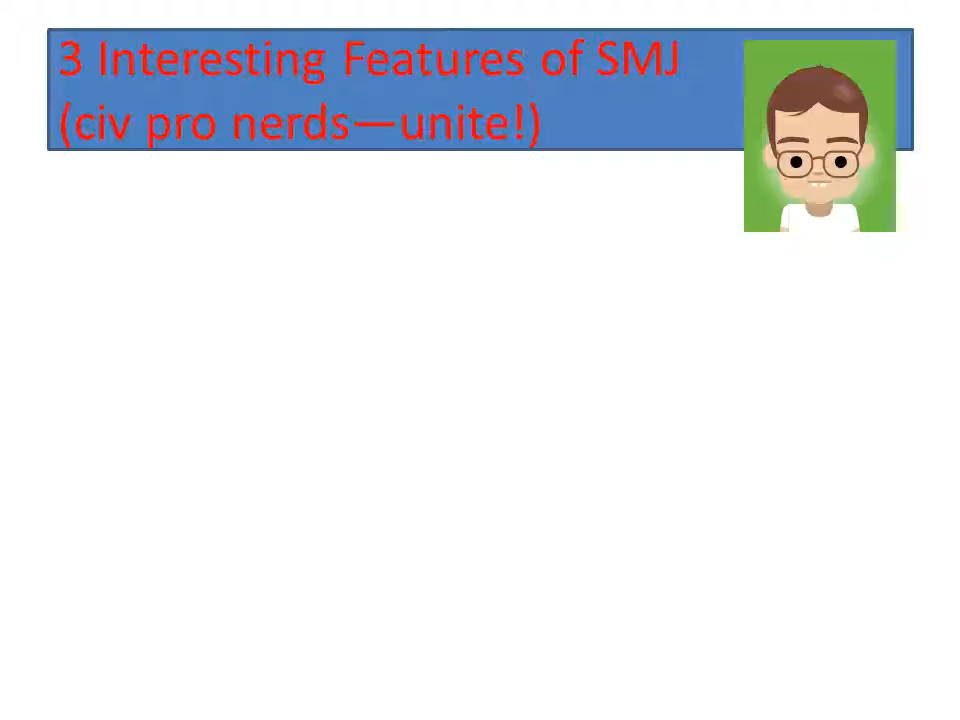 3 Interesting Features of SMJ
(civ pro nerds—unite!)